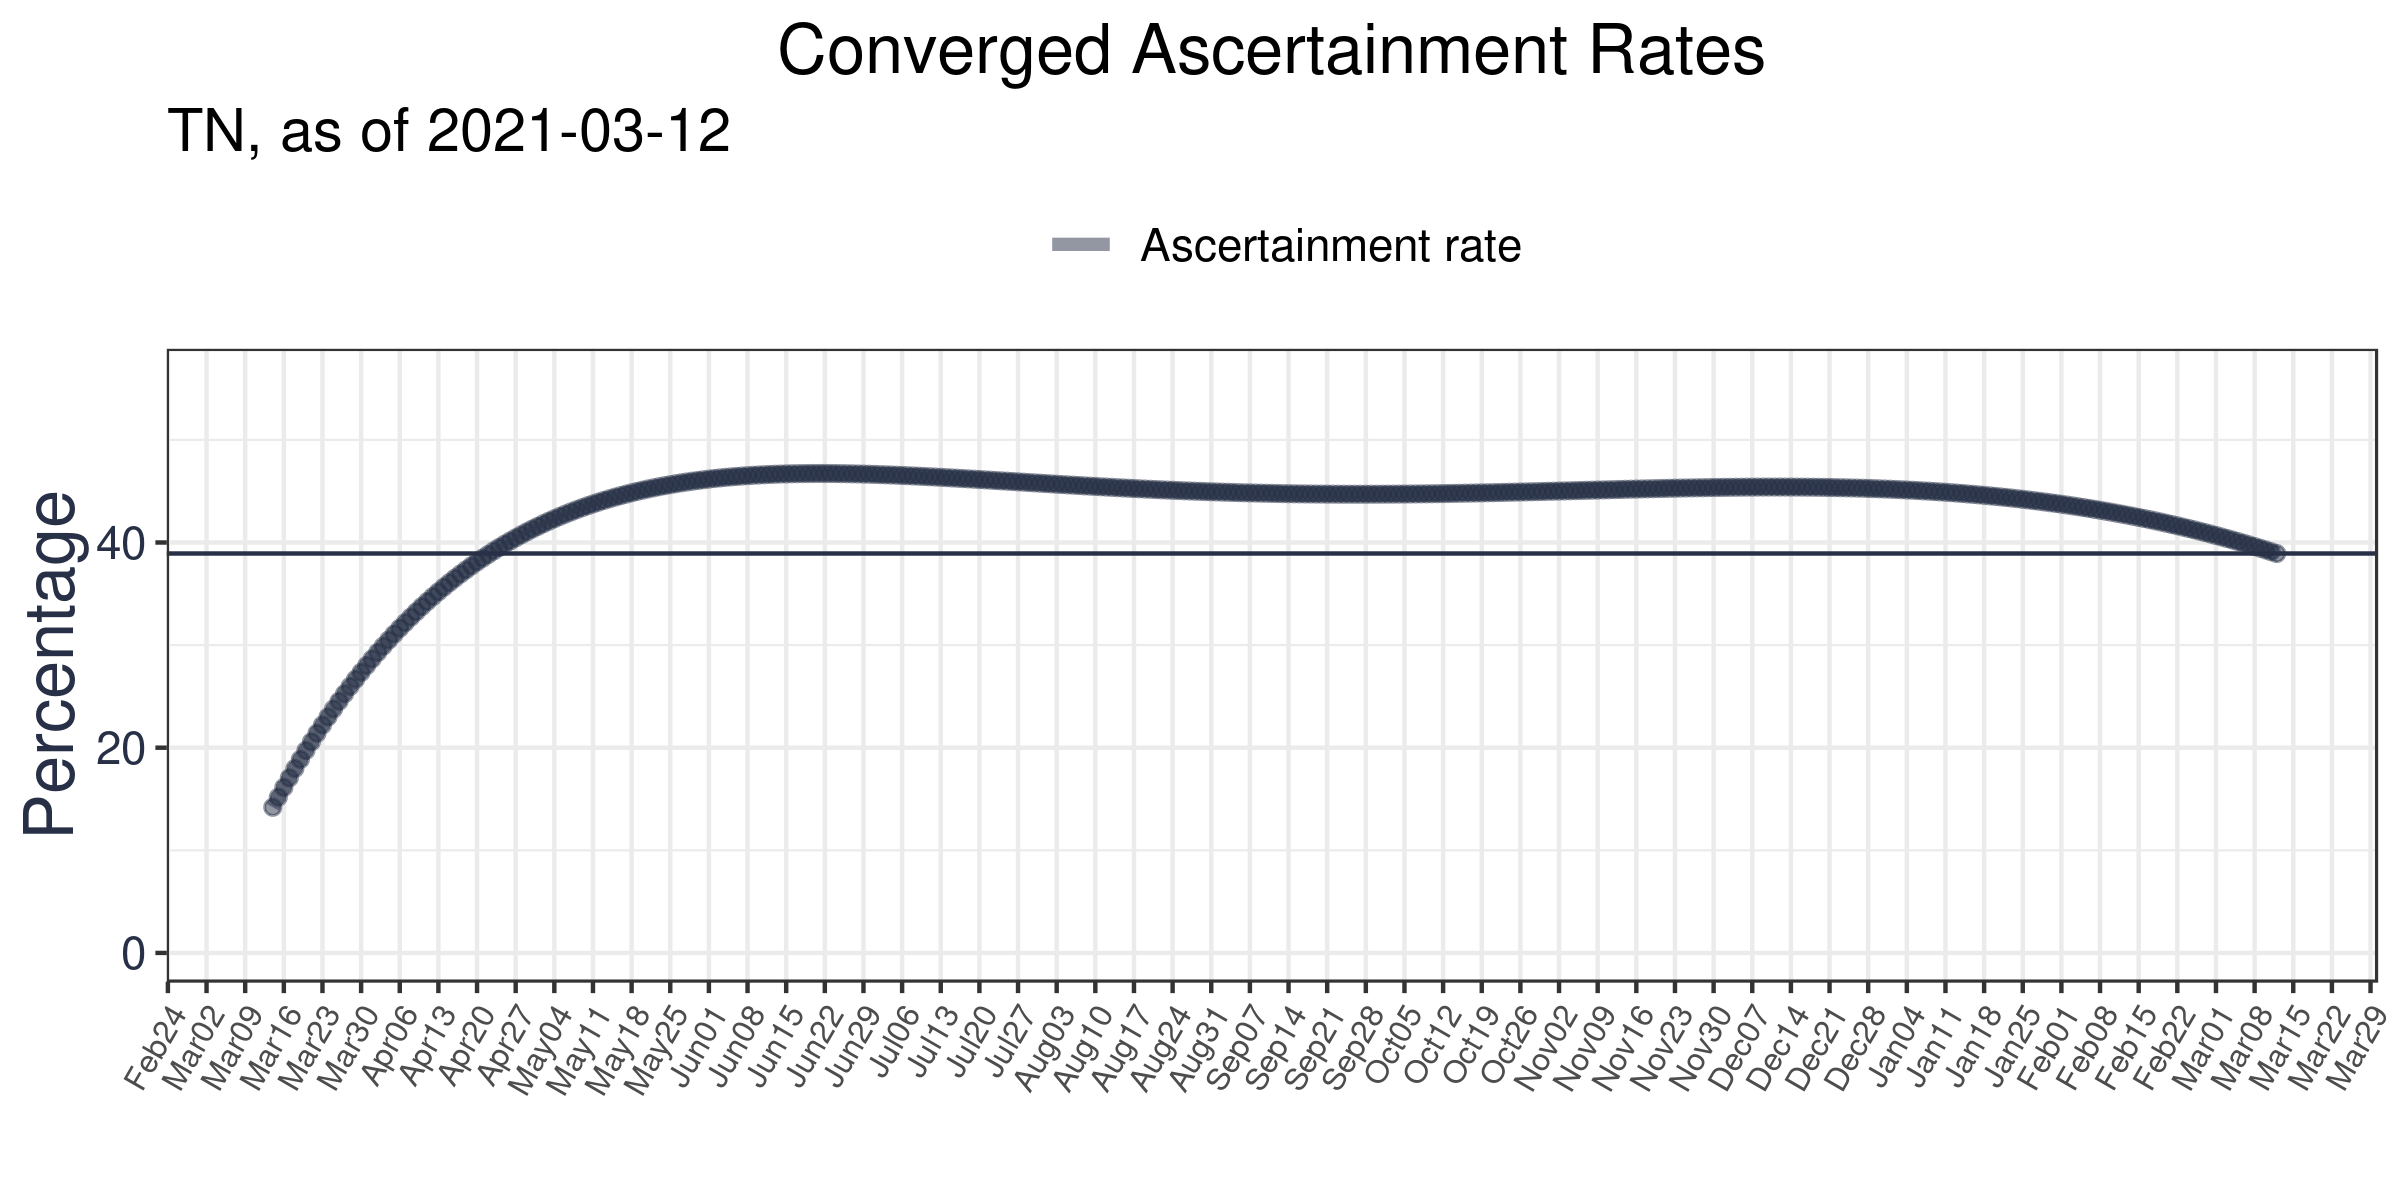 Converged Ascertainment Rates
TN, as of 2021-03-12
Ascertainment rate
Percentage
40
20
0
Feb24
Mar02
Mar09
Mar16
Mar23
Mar30
Apr06
Apr13
Apr20
Apr27
May04
May11
May18
May25
Jun01
Jun08
Jun15
Jun22
Jun29
Jul06
Jul13
Jul20
Jul27
Aug03
Aug10
Aug17
Aug24
Aug31
Sep07
Sep14
Sep21
Sep28
Oct05
Oct12
Oct19
Oct26
Nov02
Nov09
Nov16
Nov23
Nov30
Dec07
Dec14
Dec21
Dec28
Jan04
Jan11
Jan18
Jan25
Feb01
Feb08
Feb15
Feb22
Mar01
Mar08
Mar15
Mar22
Mar29